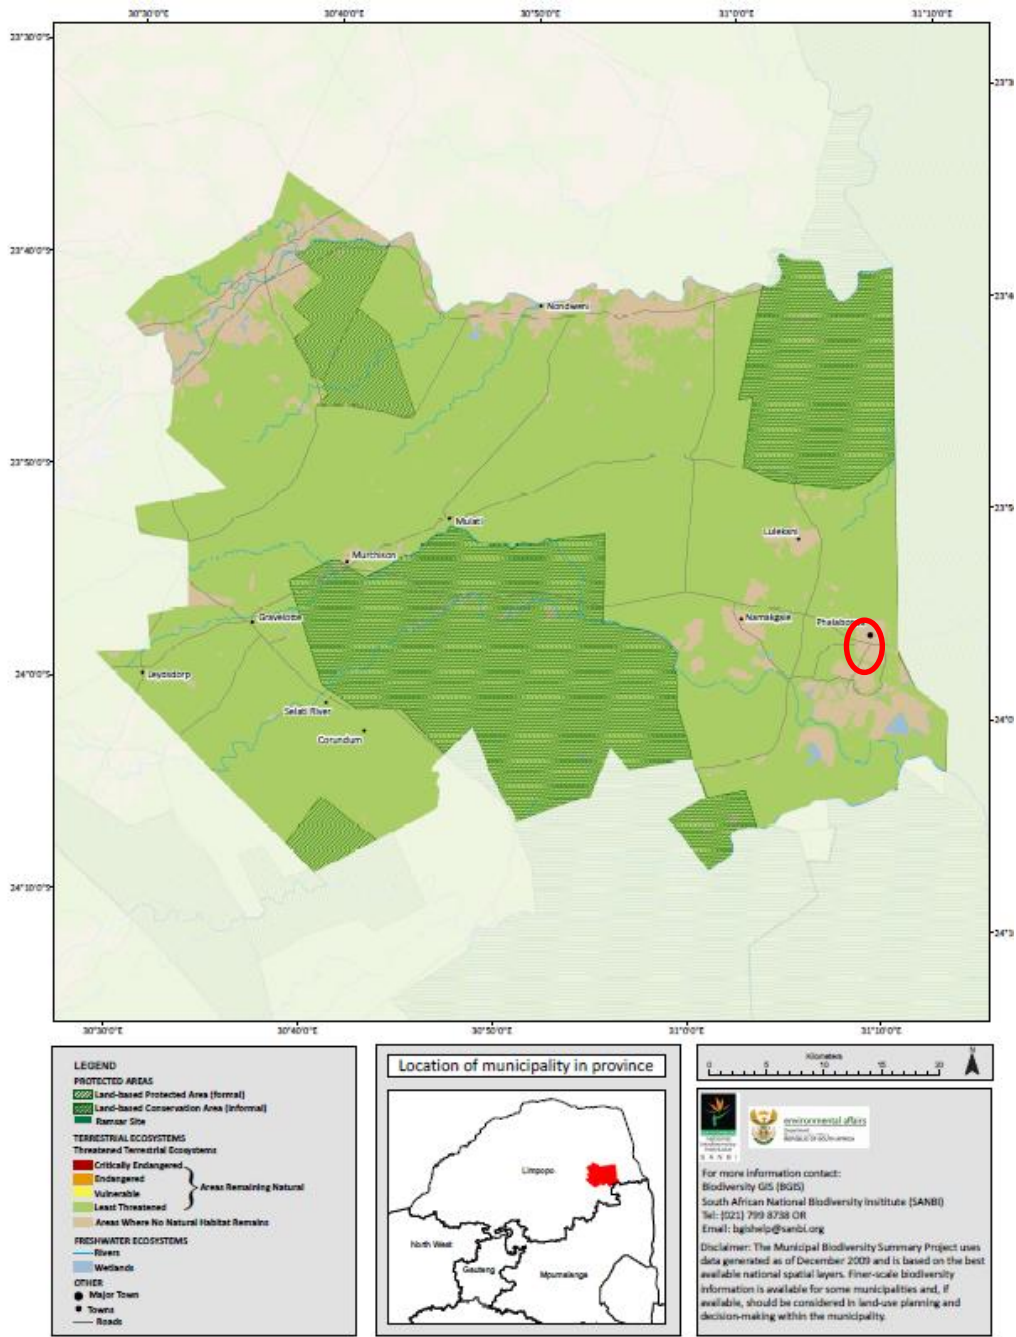 30°30'0"E 30°40'0"E 30°50'0"E 31°0'0"E 31°10'0"E
23°30'0"S
23°40'0"S
23°50'0"S
24°0'0"S
24°10'0"S
Nondweni
Mulati
Murchison
Lulekani
Gravelotte
Namakgale
Leydsdorp
Selati River
Corundum
30°30'0"E 30°40'0"E 30°50'0"E 31°0'0"E 31°10'0"E
LEGEND
PROTECTED AREAS
Land-based Protected Area (formal)
Land-based Conservation Area (Informal)
Ramsar Site
TERRESTRIAL ECOSYSTEMS
Threatened Terrestrial Ecosystems
Critically Endangered
Endangered
Vulnerable
Least Threatened
Areas Remaining Natural
Areas Where No Natural Habitat Remains
FRESHWATER ECOSYSTEMS
Rivers
Wetlands
OTHER
Major Town
Towns
Roads
Location of municipality in province
Limpopo
North West
Gauteng
Mpumalanga
Kilometers
0 5 10 15 20
N
SANBI
environmental affairs
Department:
REPUBLIC OF SOUTH AFRICA
For more information contact:
Biodiversity GIS (BGIS)
South African National Biodiversity Insititute (SANBI)
Tel: (021) 799 8738 OR
Email: bgishelp@sanbi.org
Disclaimer: The Municipal Biodiversity Summary Project uses
data generated as of December 2009 and is based on the best
available national spatial layers. Finer-scale biodiversity
information is available for some municipalities and, if
available, should be considered in land-use planning and
decision-making within the municipality.